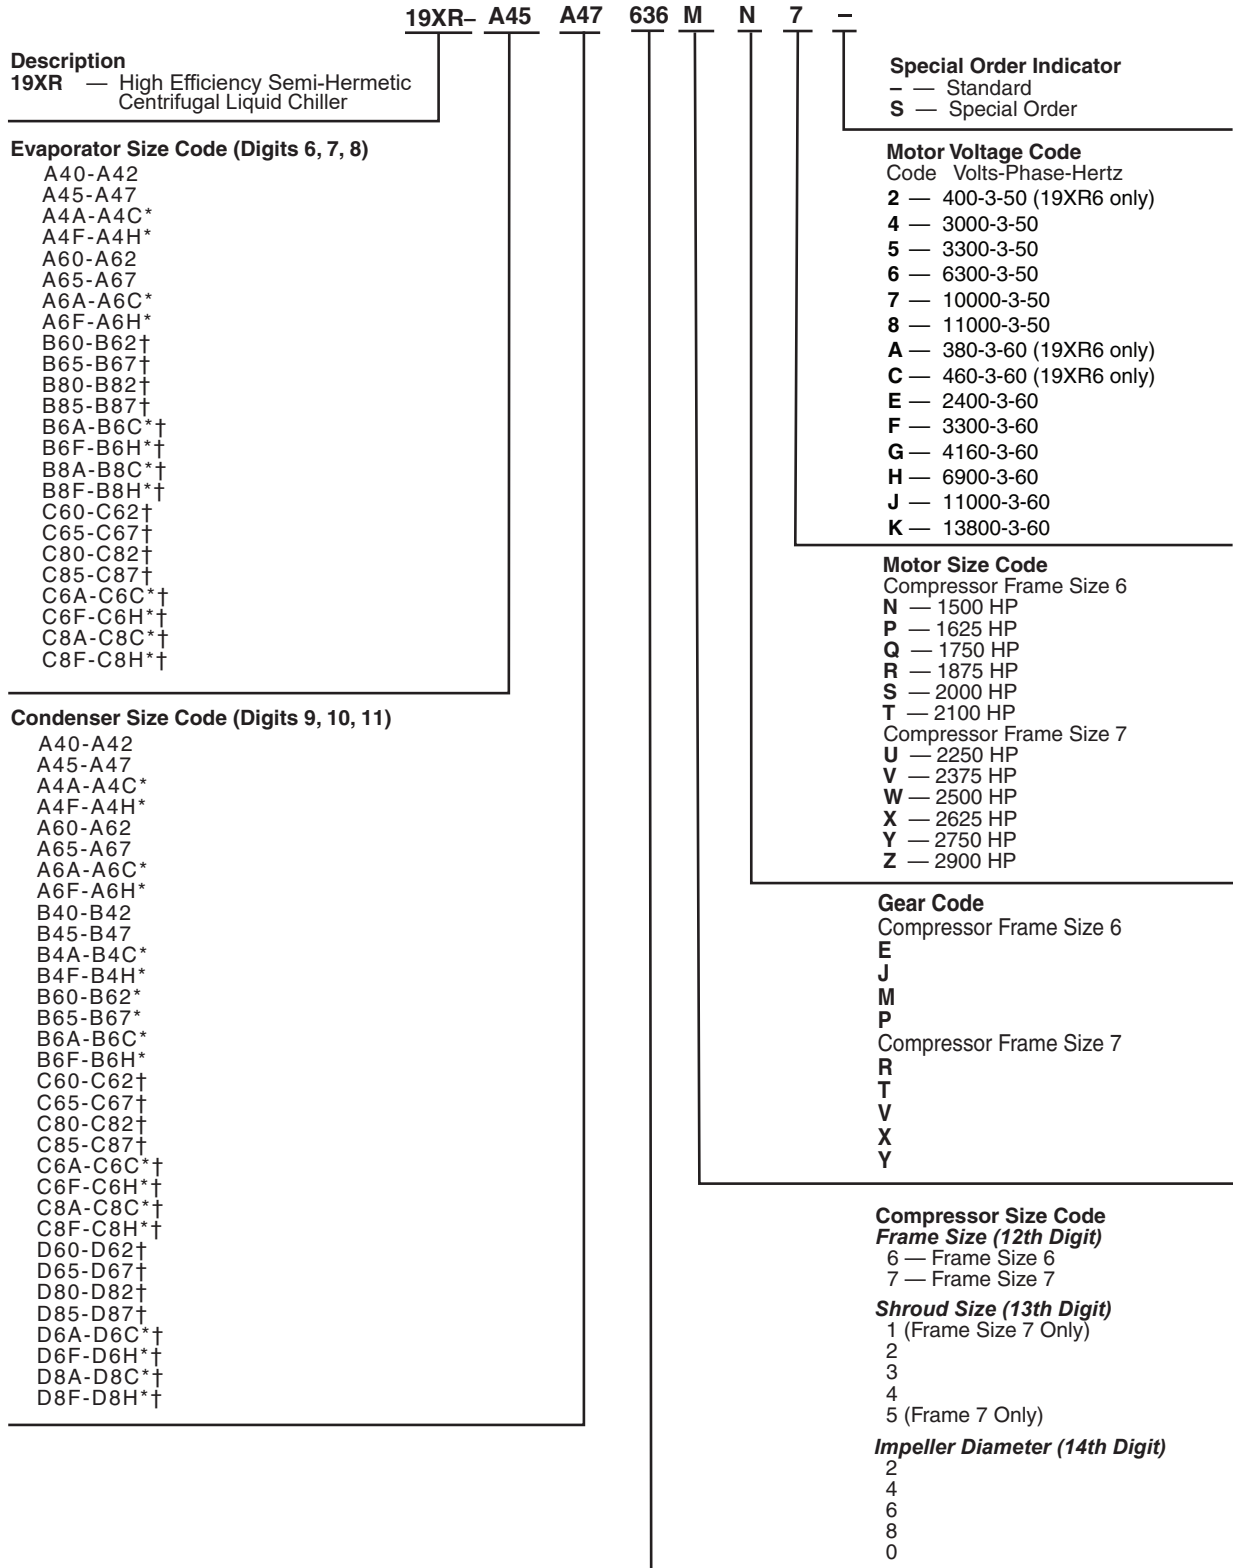 19XR– A45 A47 636 M N 7 –
Description
19XR — High Efficiency Semi-Hermetic
Centrifugal Liquid Chiller
Evaporator Size Code (Digits 6, 7, 8)
A40-A42
A45-A47
A4A-A4C*
A4F-A4H*
A60-A62
A65-A67
A6A-A6C*
A6F-A6H*
B60-B62†
B65-B67†
B80-B82†
B85-B87†
B6A-B6C*†
B6F-B6H*†
B8A-B8C*†
B8F-B8H*†
C60-C62†
C65-C67†
C80-C82†
C85-C87†
C6A-C6C*†
C6F-C6H*†
C8A-C8C*†
C8F-C8H*†
Condenser Size Code (Digits 9, 10, 11)
A40-A42
A45-A47
A4A-A4C*
A4F-A4H*
A60-A62
A65-A67
A6A-A6C*
A6F-A6H*
B40-B42
B45-B47
B4A-B4C*
B4F-B4H*
B60-B62*
B65-B67*
B6A-B6C*
B6F-B6H*
C60-C62†
C65-C67†
C80-C82†
C85-C87†
C6A-C6C*†
C6F-C6H*†
C8A-C8C*†
C8F-C8H*†
D60-D62†
D65-D67†
D80-D82†
D85-D87†
D6A-D6C*†
D6F-D6H*†
D8A-D8C*†
D8F-D8H*†
Special Order Indicator
– — Standard
S — Special Order
Motor Voltage Code
Code Volts-Phase-Hertz
2 — 400-3-50 (19XR6 only)
4 — 3000-3-50
5 — 3300-3-50
6 — 6300-3-50
7 — 10000-3-50
8 — 11000-3-50
A — 380-3-60 (19XR6 only)
C — 460-3-60 (19XR6 only)
E — 2400-3-60
F — 3300-3-60
G — 4160-3-60
H — 6900-3-60
J — 11000-3-60
K — 13800-3-60
Motor Size Code
Compressor Frame Size 6
N — 1500 HP
P — 1625 HP
Q — 1750 HP
R — 1875 HP
S — 2000 HP
T — 2100 HP
Compressor Frame Size 7
U — 2250 HP
V — 2375 HP
W — 2500 HP
X — 2625 HP
Y — 2750 HP
Z — 2900 HP
Gear Code
Compressor Frame Size 6
E
J
M
P
Compressor Frame Size 7
R
T
V
X
Y
Compressor Size Code
Frame Size (12th Digit)
6 — Frame Size 6
7 — Frame Size 7
Shroud Size (13th Digit)
1 (Frame Size 7 Only)
2
3
4
5 (Frame 7 Only)
Impeller Diameter (14th Digit)
2
4
6
8
0